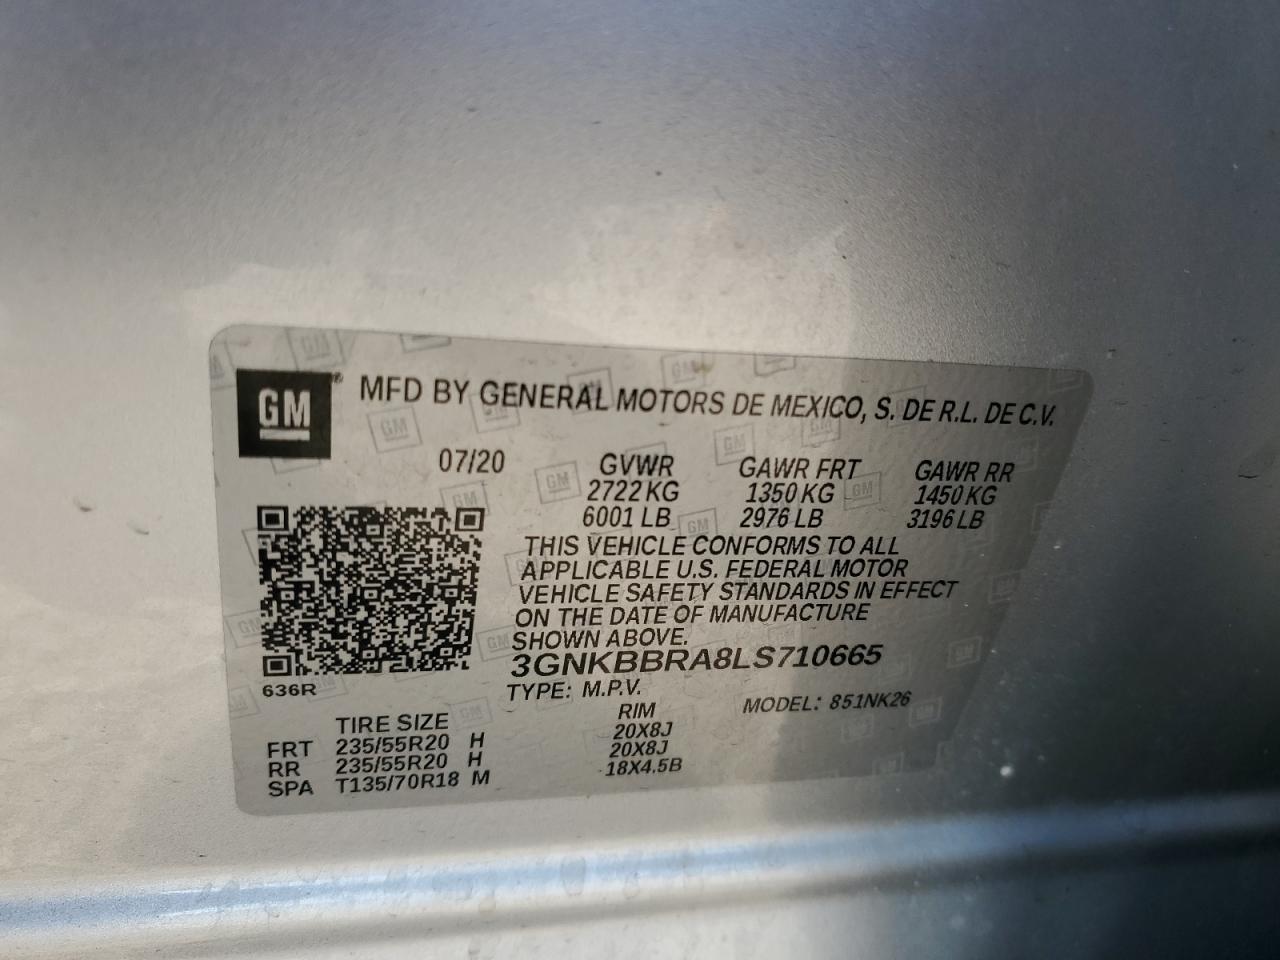 GM® MFD BY GENERAL MOTORS DE MEXICO, S. DE R.L. DE C.V.
07/20 GVWR GAWR FRT GAWR RR
2722 KG 1350 KG 1450 KG
6001 LB 2976 LB 3196 LB
THIS VEHICLE CONFORMS TO ALL
APPLICABLE U.S. FEDERAL MOTOR
VEHICLE SAFETY STANDARDS IN EFFECT
ON THE DATE OF MANUFACTURE
SHOWN ABOVE.
3GNKBBRA8LS710665
636R TYPE: M.P.V. MODEL: 851NK26
TIRE SIZE RIM
FRT 235/55R20 H 20X8J
RR 235/55R20 H 20X8J
SPA T135/70R18 M 18X4.5B